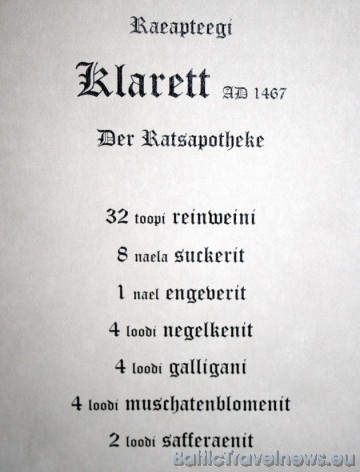 Raeapteegi
Klarett AD 1467
Der Ratsapotheke
32 toopi reinweini
8 naela suckerit
1 nael engeverit
4 loodi negelkenit
4 loodi galligani
4 loodi muschatenblomenit
2 loodi safferaenit
BalticTravelnews.eu